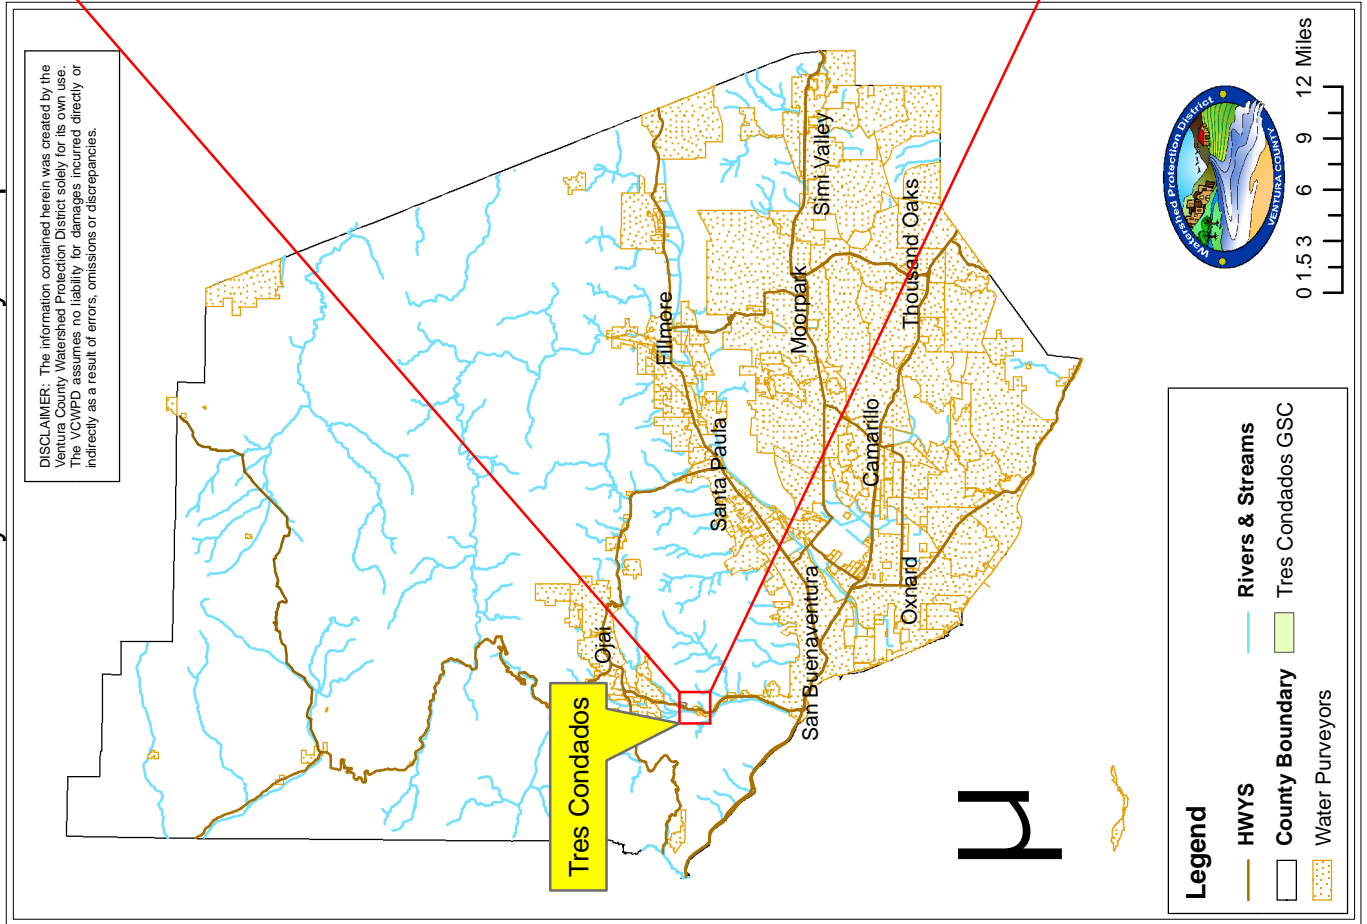 DISCLAIMER: The information contained herein was created by the
Ventura County Watershed Protection District solely for its own use.
The VCWPD assumes no liability for damages incurred directly or
indirectly as a result of errors, omissions or discrepancies.
Tres Condados
Ojai
Fillmore
Santa Paula
San Buenaventura
Moorpark
Simi Valley
Camarillo
Thousand Oaks
Oxnard
µ
Legend
HWYS
Rivers & Streams
County Boundary
Tres Condados GSC
Water Purveyors
Watershed Protection District
VENTURA COUNTY
0 1.5 3 6 9 12 Miles